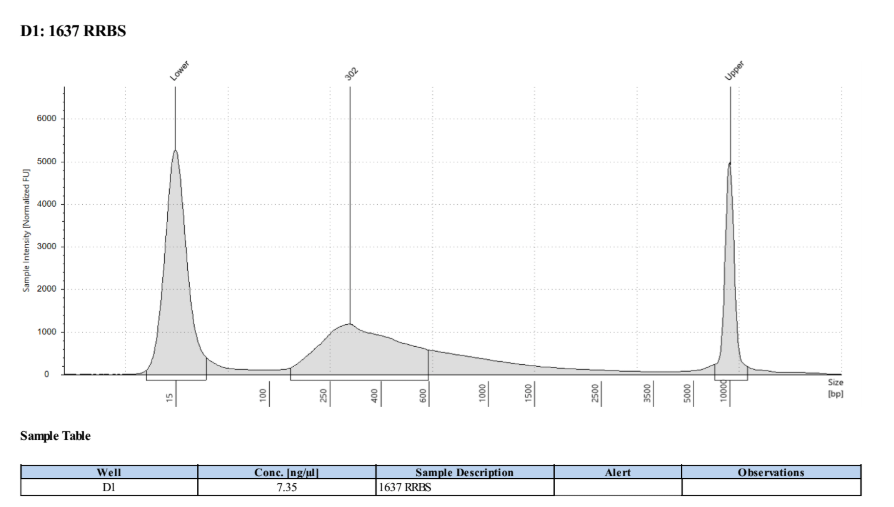 D1: 1637 RRBS
Lower
302
Upper
Sample Intensity [Normalized FU]
6000
5000
4000
3000
2000
1000
0
15
100
250
400
600
1000
1500
2500
3500
5000
10000
Size
[bp]
Sample Table
Well Conc. [ng/µl] Sample Description Alert Observations
D1 7.35 1637 RRBS